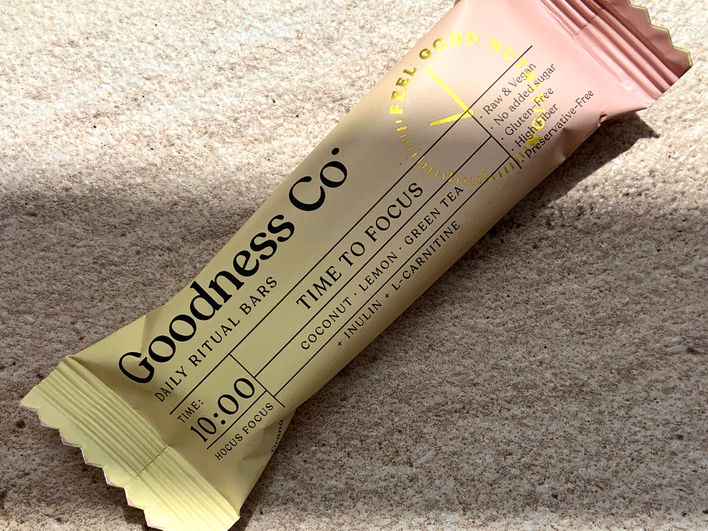 FEEL GOOD
· Raw & Vegan
· No added sugar
· Gluten-Free
· High Fiber
· Preservative-Free
Goodness Co
DAILY RITUAL BARS
TIME TO FOCUS
COCONUT · LEMON · GREEN TEA
+ INULIN + L-CARNITINE
TIME:
10:00
HOCUS FOCUS